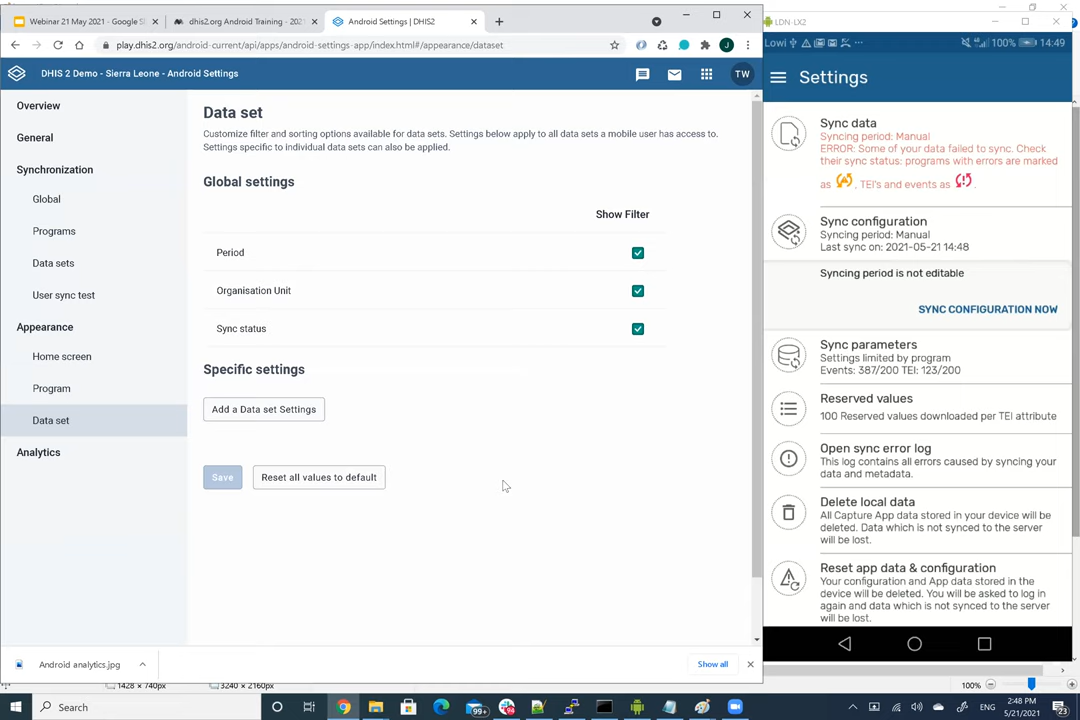 Webinar 21 May 2021 - Google Sl
dhis2.org Android Training - 2021
Android Settings | DHIS2
play.dhis2.org/android-current/api/apps/android-settings-app/index.html#/appearance/dataset
J
DHIS 2 Demo - Sierra Leone - Android Settings
TW
Overview
General
Synchronization
Global
Programs
Data sets
User sync test
Appearance
Home screen
Program
Data set
Analytics
Data set
Customize filter and sorting options available for data sets. Settings below apply to all data sets a mobile user has access to.
Settings specific to individual data sets can also be applied.
Global settings
Show Filter
Period
Organisation Unit
Sync status
Specific settings
Add a Data set Settings
Save
Reset all values to default
Android analytics.jpg
Show all
LDN-LX2
Lowi
100%
14:49
Settings
Sync data
Syncing period: Manual
ERROR: Some of your data failed to sync. Check
their sync status: programs with errors are marked
as , TEI's and events as .
Sync configuration
Syncing period: Manual
Last sync on: 2021-05-21 14:48
Syncing period is not editable
SYNC CONFIGURATION NOW
Sync parameters
Settings limited by program
Events: 387/200 TEI: 123/200
Reserved values
100 Reserved values downloaded per TEI attribute
Open sync error log
This log contains all errors caused by syncing your
data and metadata.
Delete local data
All Capture App data stored in your device will be
deleted. Data which is not synced to the server
will be lost.
Reset app data & configuration
Your configuration and App data stored in the
device will be deleted. You will be asked to log in
again and data which is not synced to the server
will be lost.
1428 × 740px
3240 × 2160px
100%
Search
99+
94
ENG
2:48 PM
5/21/2021
23